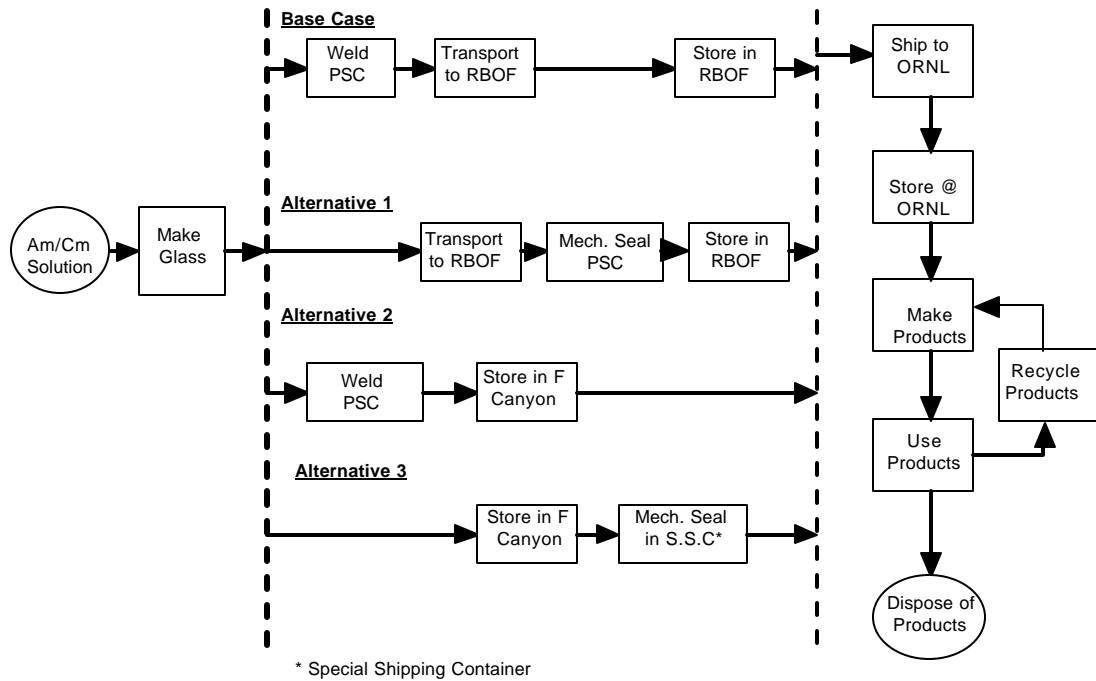 Base Case
Weld
PSC
Transport
to RBOF
Store in
RBOF
Ship to
ORNL
Store @
ORNL
Alternative 1
Am/Cm
Solution
Make
Glass
Transport
to RBOF
Mech. Seal
PSC
Store in
RBOF
Make
Products
Alternative 2
Weld
PSC
Store in F
Canyon
Recycle
Products
Use
Products
Alternative 3
Store in F
Canyon
Mech. Seal
in S.S.C*
Dispose of
Products
* Special Shipping Container